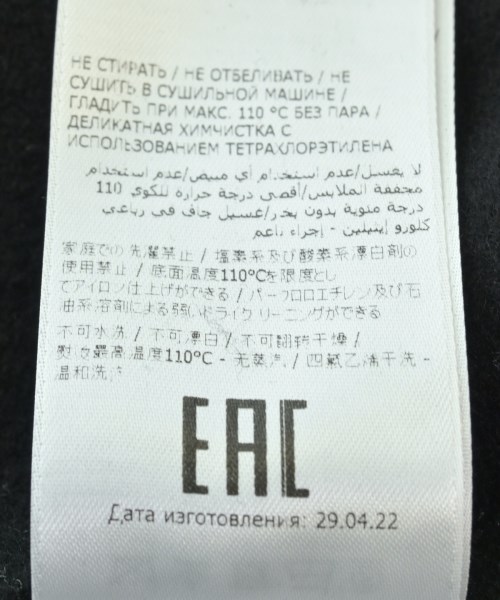 НЕ СТИРАТЬ / НЕ ОТБЕЛИВАТЬ / НЕ
СУШИТЬ В СУШИЛЬНОЙ МАШИНЕ /
ГЛАДИТЬ ПРИ МАКС. 110 °C БЕЗ ПАРА /
ДЕЛИКАТНАЯ ХИМЧИСТКА С
ИСПОЛЬЗОВАНИЕМ ТЕТРАХЛОРЭТИЛЕНА
لا يغسل/عدم استخدام أي مبيض/عدم استخدام
مجففة الملابس/أقصى درجة حرارة للكوي 110
درجة مئوية بدون بخار/غسيل جاف في رباعي
كلورو إيثيلين - إجراء ناعم
家庭での洗濯禁止 / 塩素系及び酸素系漂白剤の
使用禁止 / 底面温度110°Cを限度とし
てアイロン仕上げができる / パークロロエチレン及び石
油系溶剤による弱いドライクリーニングができる
不可水洗 / 不可漂白 / 不可翻转干燥 /
熨烫最高温度110°C - 无蒸汽 / 四氯乙烯干洗 -
温和洗涤
EAC
Дата изготовления: 29.04.22